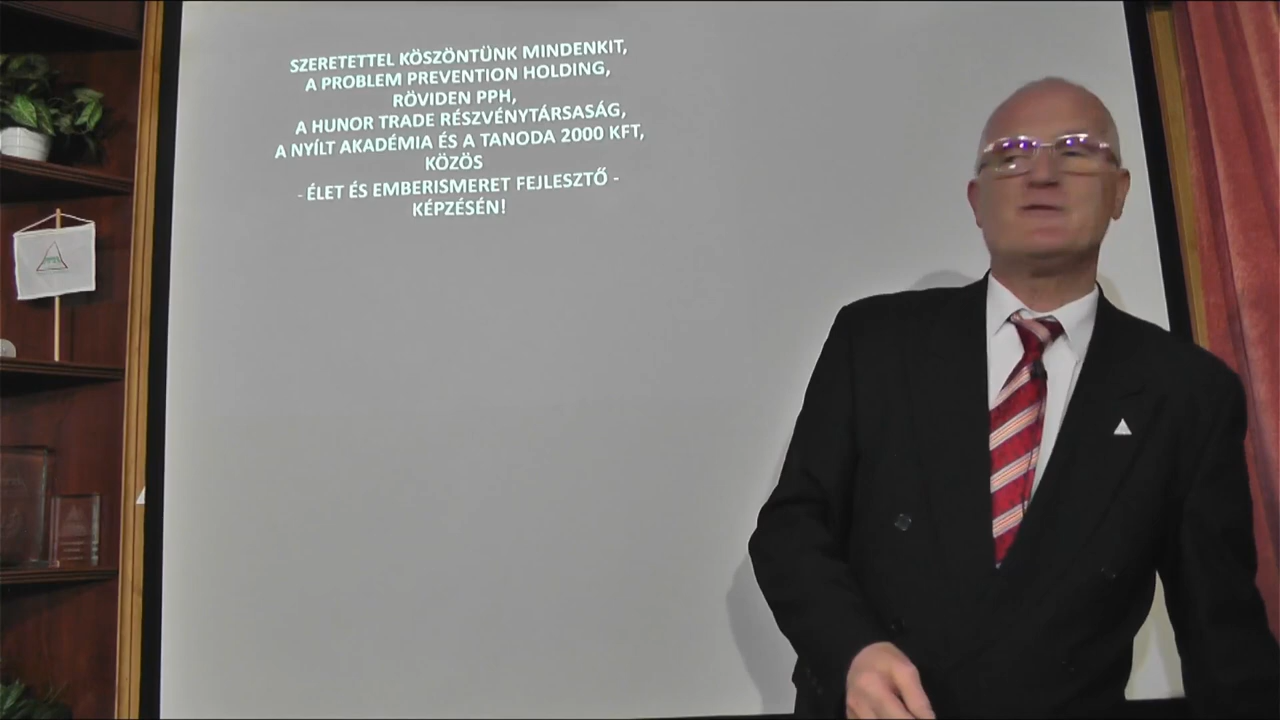 SZERETETTEL KÖSZÖNTÜNK MINDENKIT,
A PROBLEM PREVENTION HOLDING,
RÖVIDEN PPH,
A HUNOR TRADE RÉSZVÉNYTÁRSASÁG,
A NYÍLT AKADÉMIA ÉS A TANODA 2000 KFT,
KÖZÖS
- ÉLET ÉS EMBERISMERET FEJLESZTŐ -
KÉPZÉSÉN!